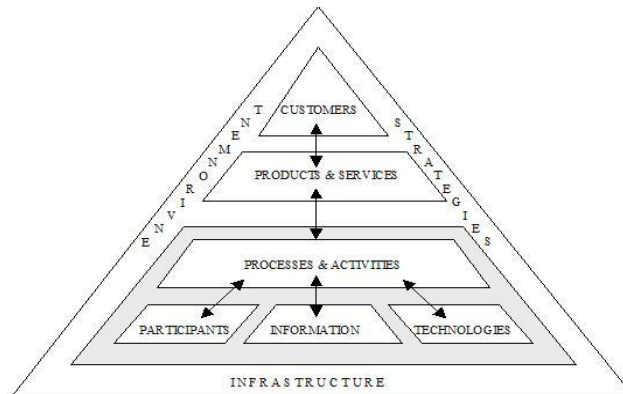 CUSTOMERS
ENVIRONMENT
STRATEGIES
PRODUCTS & SERVICES
PROCESSES & ACTIVITIES
PARTICIPANTS
INFORMATION
TECHNOLOGIES
INFRASTRUCTURE